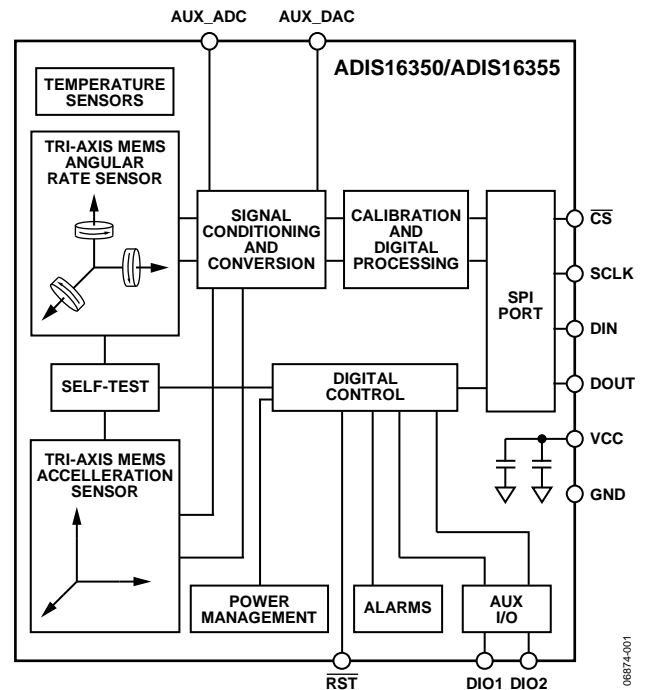 AUX_ADC AUX_DAC
ADIS16350/ADIS16355
TEMPERATURE
SENSORS
TRI-AXIS MEMS
ANGULAR
RATE SENSOR
SIGNAL
CONDITIONING
AND
CONVERSION
CALIBRATION
AND
DIGITAL
PROCESSING
SPI
PORT
CS
SCLK
DIN
DOUT
VCC
GND
SELF-TEST
DIGITAL
CONTROL
TRI-AXIS MEMS
ACCELLERATION
SENSOR
POWER
MANAGEMENT
ALARMS
AUX
I/O
RST
DIO1 DIO2
06874-001